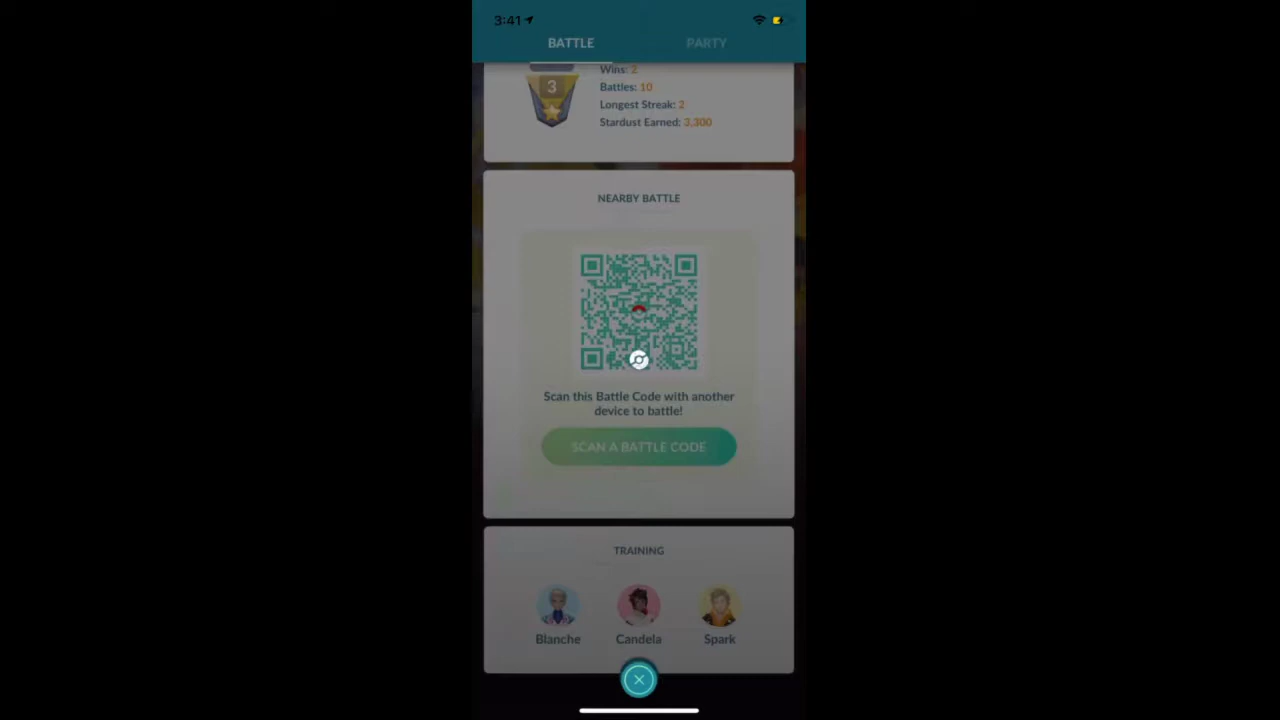 3:41
BATTLE
PARTY
3
Wins: 2
Battles: 10
Longest Streak: 2
Stardust Earned: 3,300
NEARBY BATTLE
Scan this Battle Code with another
device to battle!
SCAN A BATTLE CODE
TRAINING
Blanche
Candela
Spark